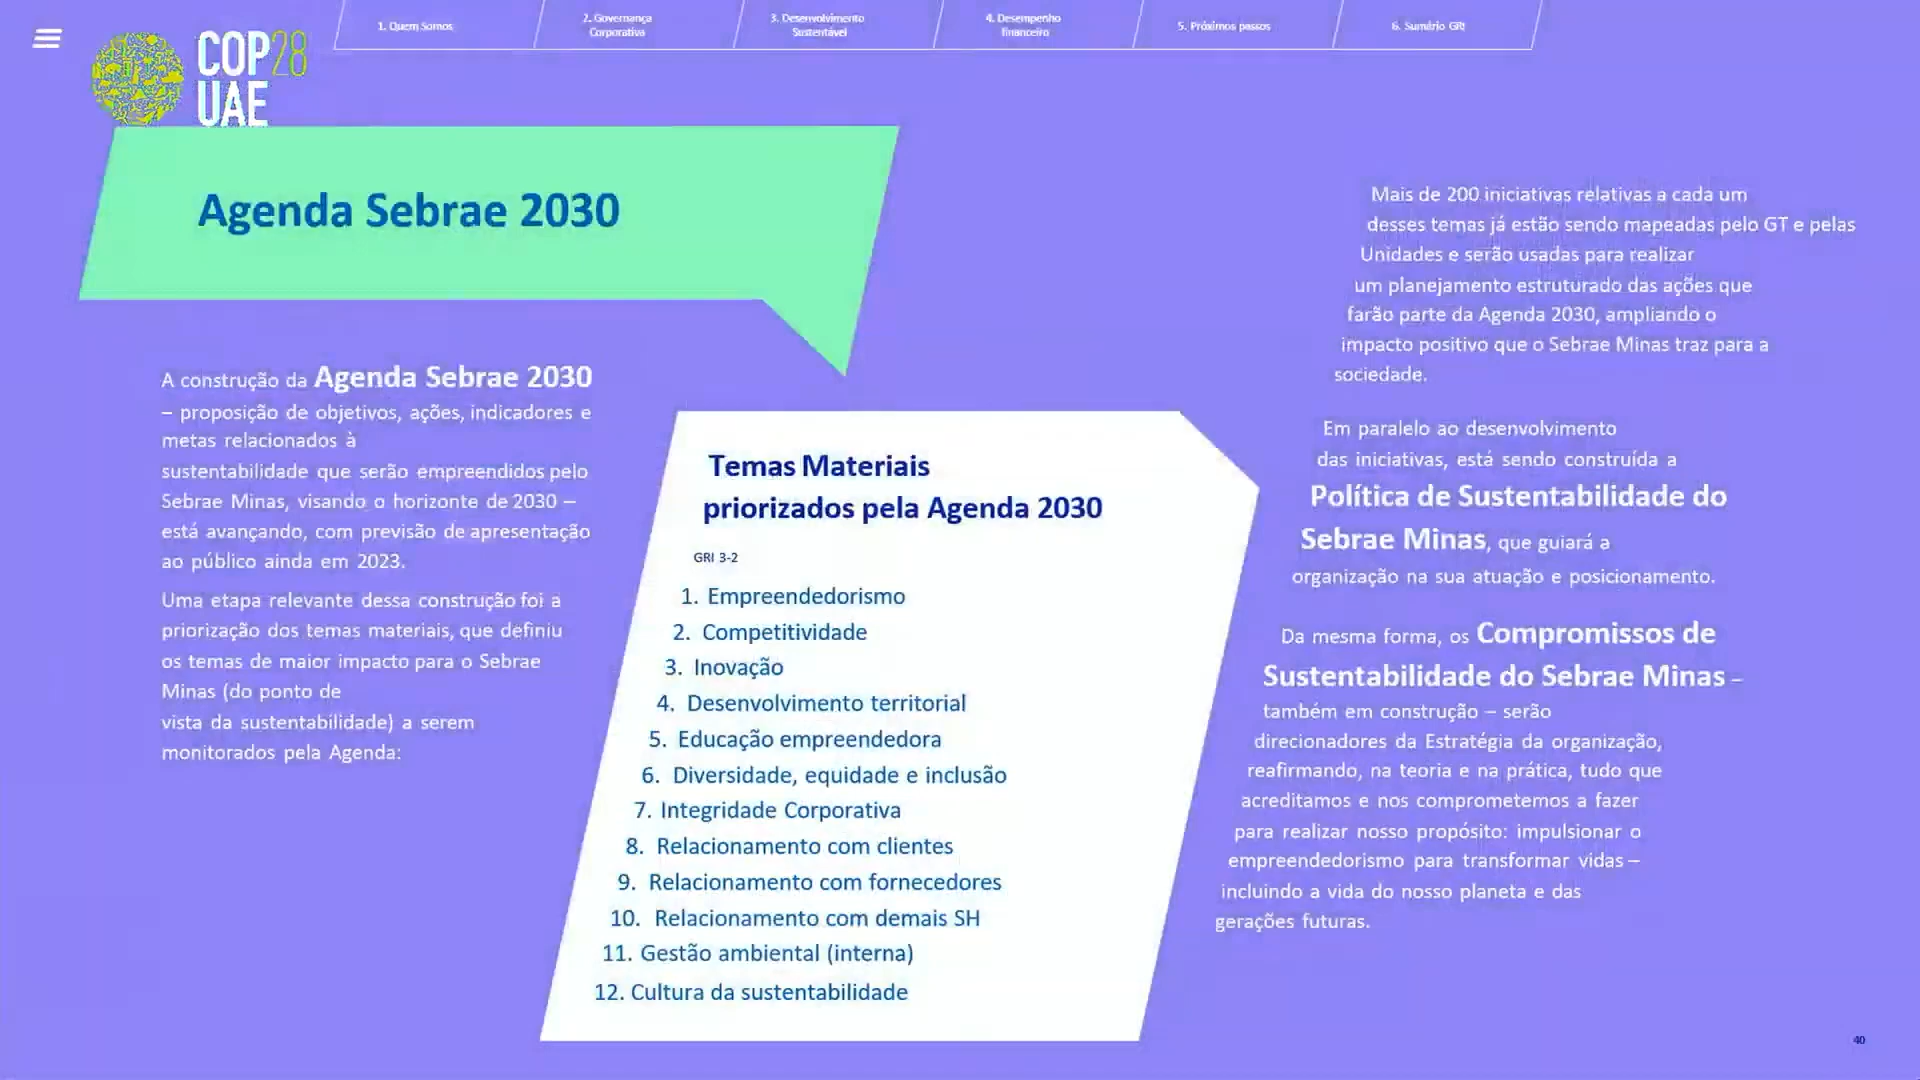 1. Quem Somos
2. Governança
Corporativa
3. Desenvolvimento
Sustentável
4. Desempenho
financeiro
5. Próximos passos
6. Sumário GRI
COP28
UAE
Agenda Sebrae 2030
A construção da Agenda Sebrae 2030
– proposição de objetivos, ações, indicadores e
metas relacionados à
sustentabilidade que serão empreendidos pelo
Sebrae Minas, visando o horizonte de 2030 –
está avançando, com previsão de apresentação
ao público ainda em 2023.
Uma etapa relevante dessa construção foi a
priorização dos temas materiais, que definiu
os temas de maior impacto para o Sebrae
Minas (do ponto de
vista da sustentabilidade) a serem
monitorados pela Agenda:
Temas Materiais
priorizados pela Agenda 2030
GRI 3-2
1. Empreendedorismo
2. Competitividade
3. Inovação
4. Desenvolvimento territorial
5. Educação empreendedora
6. Diversidade, equidade e inclusão
7. Integridade Corporativa
8. Relacionamento com clientes
9. Relacionamento com fornecedores
10. Relacionamento com demais SH
11. Gestão ambiental (interna)
12. Cultura da sustentabilidade
Mais de 200 iniciativas relativas a cada um
desses temas já estão sendo mapeadas pelo GT e pelas
Unidades e serão usadas para realizar
um planejamento estruturado das ações que
farão parte da Agenda 2030, ampliando o
impacto positivo que o Sebrae Minas traz para a
sociedade.
Em paralelo ao desenvolvimento
das iniciativas, está sendo construída a
Política de Sustentabilidade do
Sebrae Minas, que guiará a
organização na sua atuação e posicionamento.
Da mesma forma, os Compromissos de
Sustentabilidade do Sebrae Minas –
também em construção – serão
direcionadores da Estratégia da organização,
reafirmando, na teoria e na prática, tudo que
acreditamos e nos comprometemos a fazer
para realizar nosso propósito: impulsionar o
empreendedorismo para transformar vidas –
incluindo a vida do nosso planeta e das
gerações futuras.
40